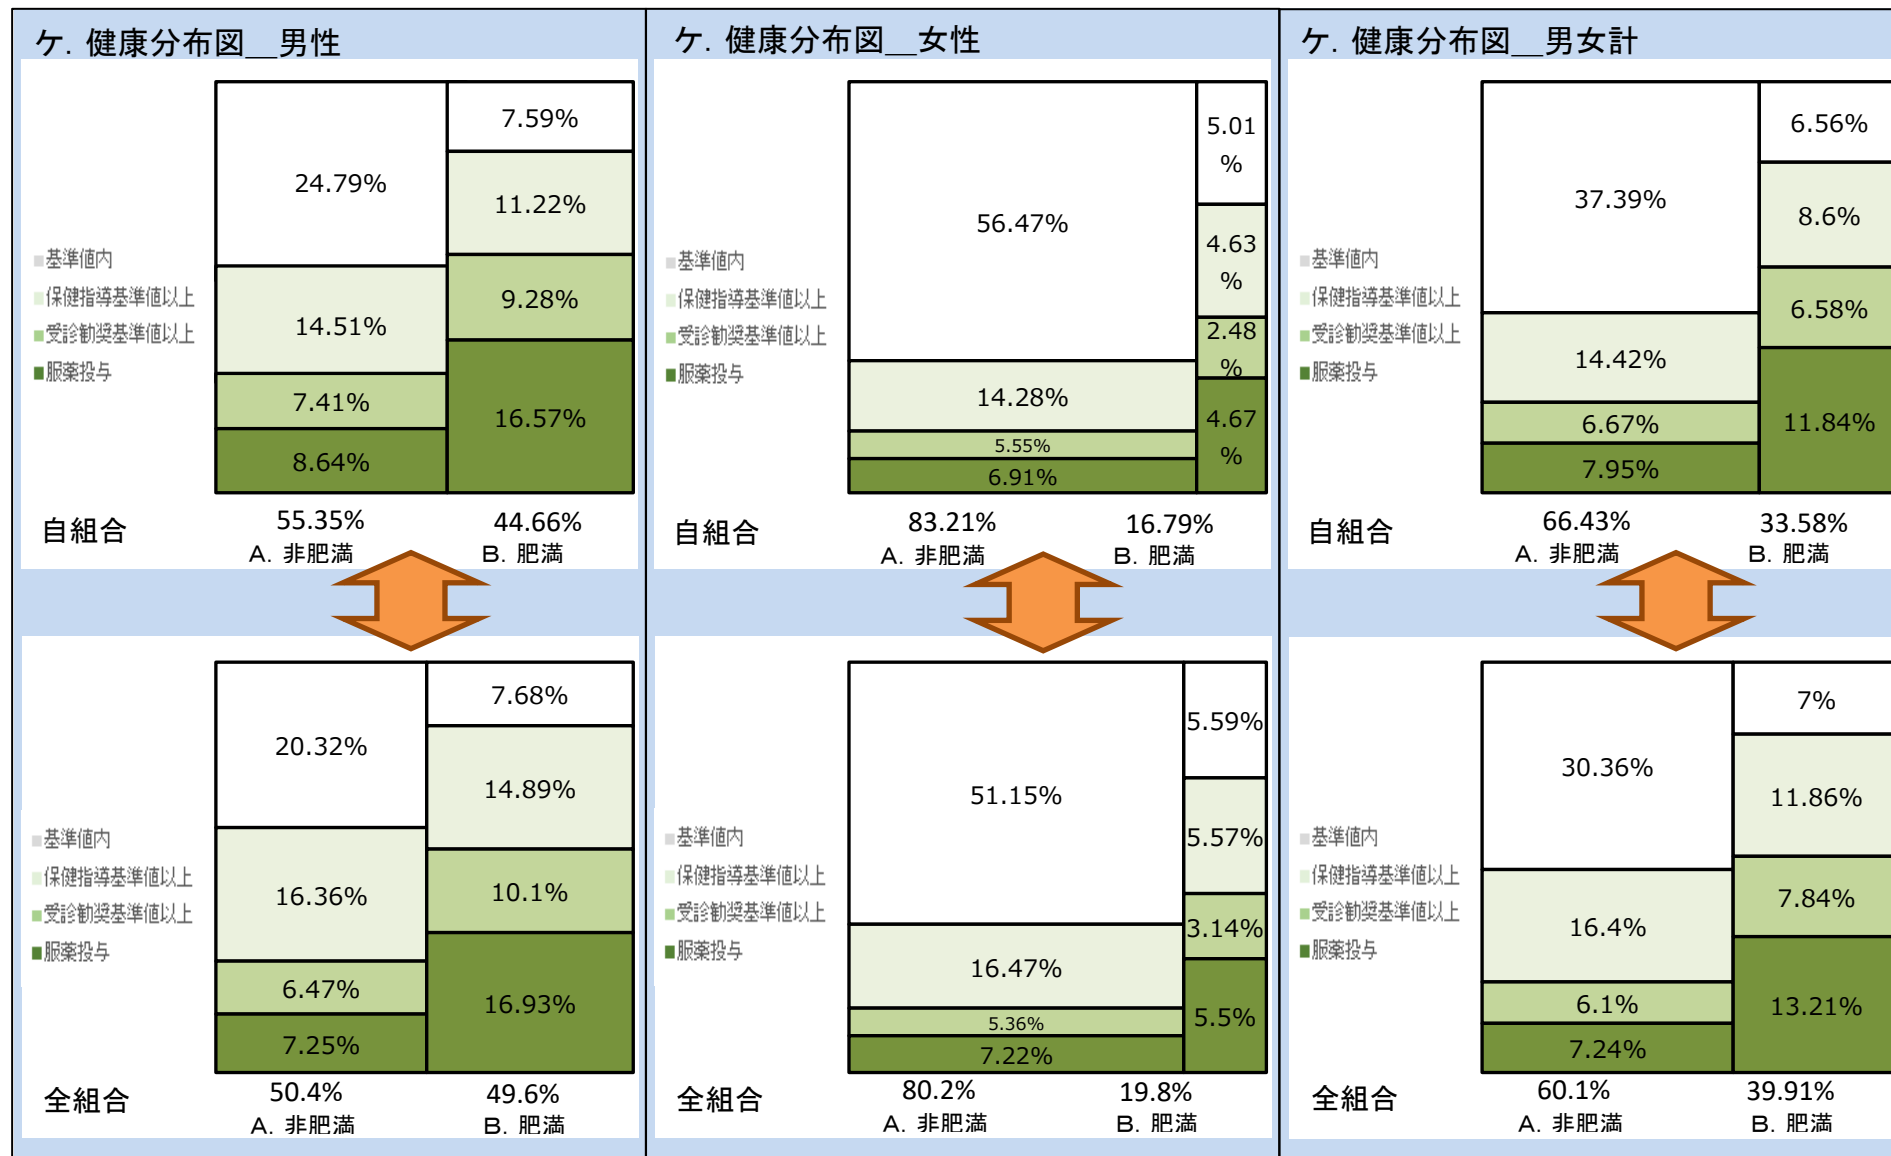 ケ. 健康分布図__男性
7.59%
24.79%
11.22%
基準値内
保健指導基準値以上
受診勧奨基準値以上
服薬投与
9.28%
14.51%
7.41%
16.57%
8.64%
自組合
55.35%
44.66%
A. 非肥満
B. 肥満
7.68%
20.32%
14.89%
基準値内
保健指導基準値以上
受診勧奨基準値以上
服薬投与
16.36%
10.1%
6.47%
16.93%
7.25%
全組合
50.4%
49.6%
A. 非肥満
B. 肥満
ケ. 健康分布図__女性
5.01
%
56.47%
4.63
%
基準値内
保健指導基準値以上
受診勧奨基準値以上
服薬投与
2.48
%
14.28%
4.67
%
5.55%
6.91%
自組合
83.21%
16.79%
A. 非肥満
B. 肥満
5.59%
51.15%
5.57%
基準値内
保健指導基準値以上
受診勧奨基準値以上
服薬投与
3.14%
16.47%
5.36%
5.5%
7.22%
全組合
80.2%
19.8%
A. 非肥満
B. 肥満
ケ. 健康分布図__男女計
6.56%
37.39%
8.6%
基準値内
保健指導基準値以上
受診勧奨基準値以上
服薬投与
6.58%
14.42%
11.84%
6.67%
7.95%
自組合
66.43%
33.58%
A. 非肥満
B. 肥満
7%
30.36%
11.86%
基準値内
保健指導基準値以上
受診勧奨基準値以上
服薬投与
7.84%
16.4%
6.1%
13.21%
7.24%
全組合
60.1%
39.91%
A. 非肥満
B. 肥満